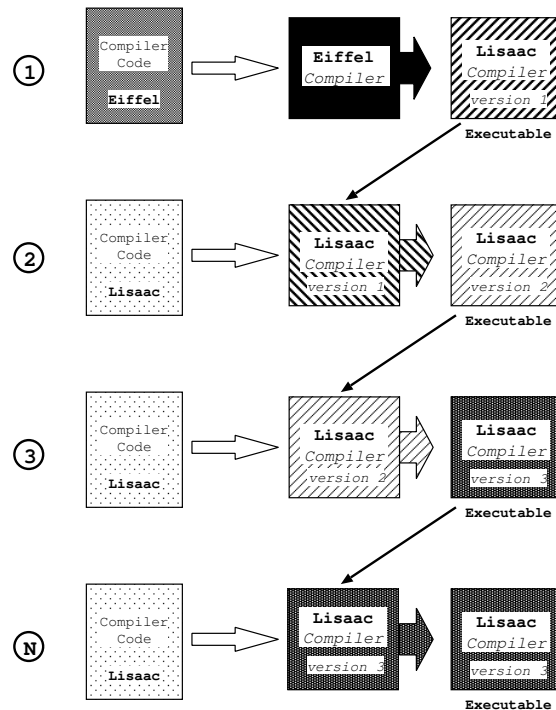 1
Compiler
Code
Eiffel
Eiffel
Compiler
Lisaac
Compiler
version 1
Executable
2
Compiler
Code
Lisaac
Lisaac
Compiler
version 1
Lisaac
Compiler
version 2
Executable
3
Compiler
Code
Lisaac
Lisaac
Compiler
version 2
Lisaac
Compiler
version 3
Executable
N
Compiler
Code
Lisaac
Lisaac
Compiler
version 3
Lisaac
Compiler
version 3
Executable